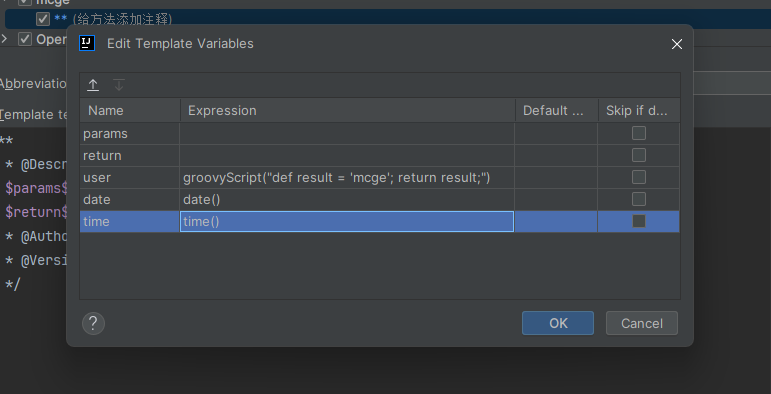 mcge
** (给方法添加注释)
Open
Edit Template Variables
Abbreviatio
Template te
Name Expression Default ... Skip if d...
params
return
user groovyScript("def result = 'mcge'; return result;")
date date()
time time()
**
* @Descr
$params$
$return$
* @Autho
* @Versi
*/
? OK Cancel